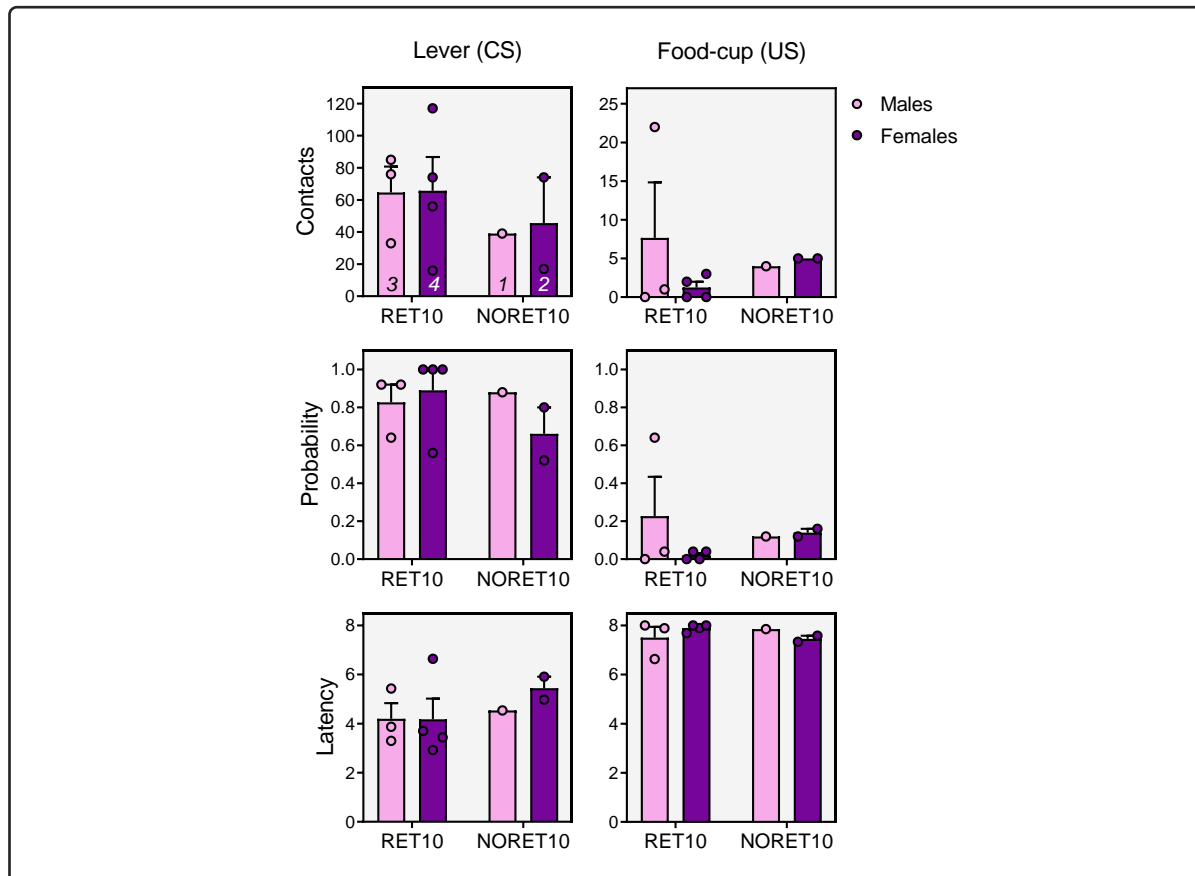 Lever (CS)
Food-cup (US)
Males
Females
Contacts
120
100
80
60
40
20
0
3
4
1
2
RET10
NORET10
25
20
15
10
5
0
RET10
NORET10
Probability
1.0
0.8
0.6
0.4
0.2
0.0
RET10
NORET10
1.0
0.8
0.6
0.4
0.2
0.0
RET10
NORET10
Latency
8
6
4
2
0
RET10
NORET10
8
6
4
2
0
RET10
NORET10